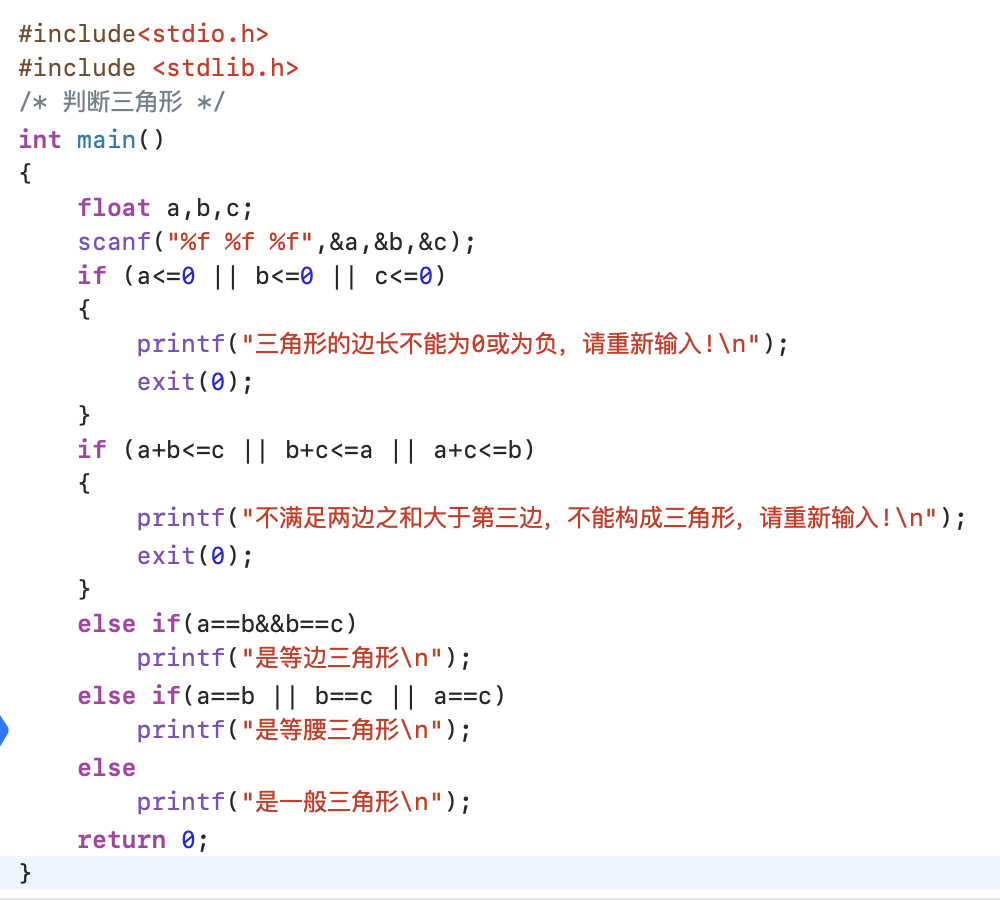 #include<stdio.h>
#include <stdlib.h>
/* 判断三角形 */
int main()
{
    float a,b,c;
    scanf("%f %f %f",&a,&b,&c);
    if (a<=0 || b<=0 || c<=0)
    {
        printf("三角形的边长不能为0或为负，请重新输入!\n");
        exit(0);
    }
    if (a+b<=c || b+c<=a || a+c<=b)
    {
        printf("不满足两边之和大于第三边，不能构成三角形，请重新输入!\n");
        exit(0);
    }
    else if(a==b&&b==c)
        printf("是等边三角形\n");
    else if(a==b || b==c || a==c)
        printf("是等腰三角形\n");
    else
        printf("是一般三角形\n");
    return 0;
}